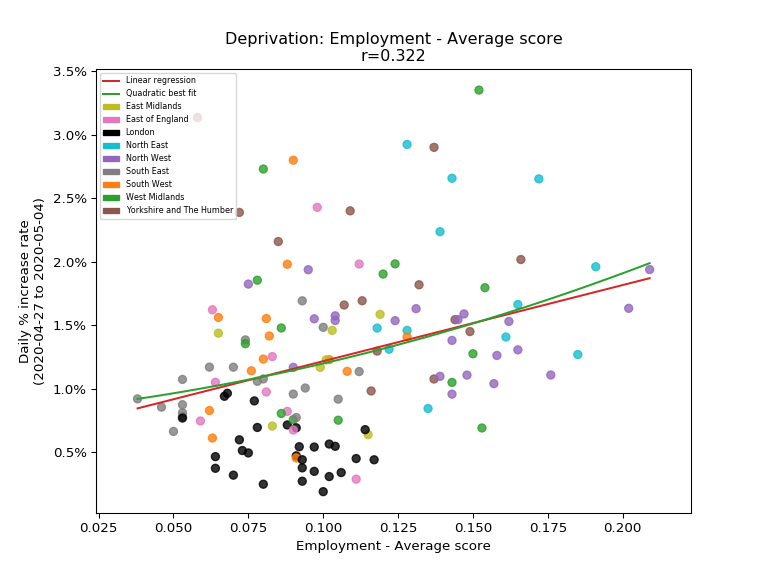 Deprivation: Employment - Average score
r=0.322
3.5%
3.0%
2.5%
2.0%
1.5%
1.0%
0.5%
Daily % increase rate
(2020-04-27 to 2020-05-04)
Linear regression
Quadratic best fit
East Midlands
East of England
London
North East
North West
South East
South West
West Midlands
Yorkshire and The Humber
0.025
0.050
0.075
0.100
0.125
0.150
0.175
0.200
Employment - Average score